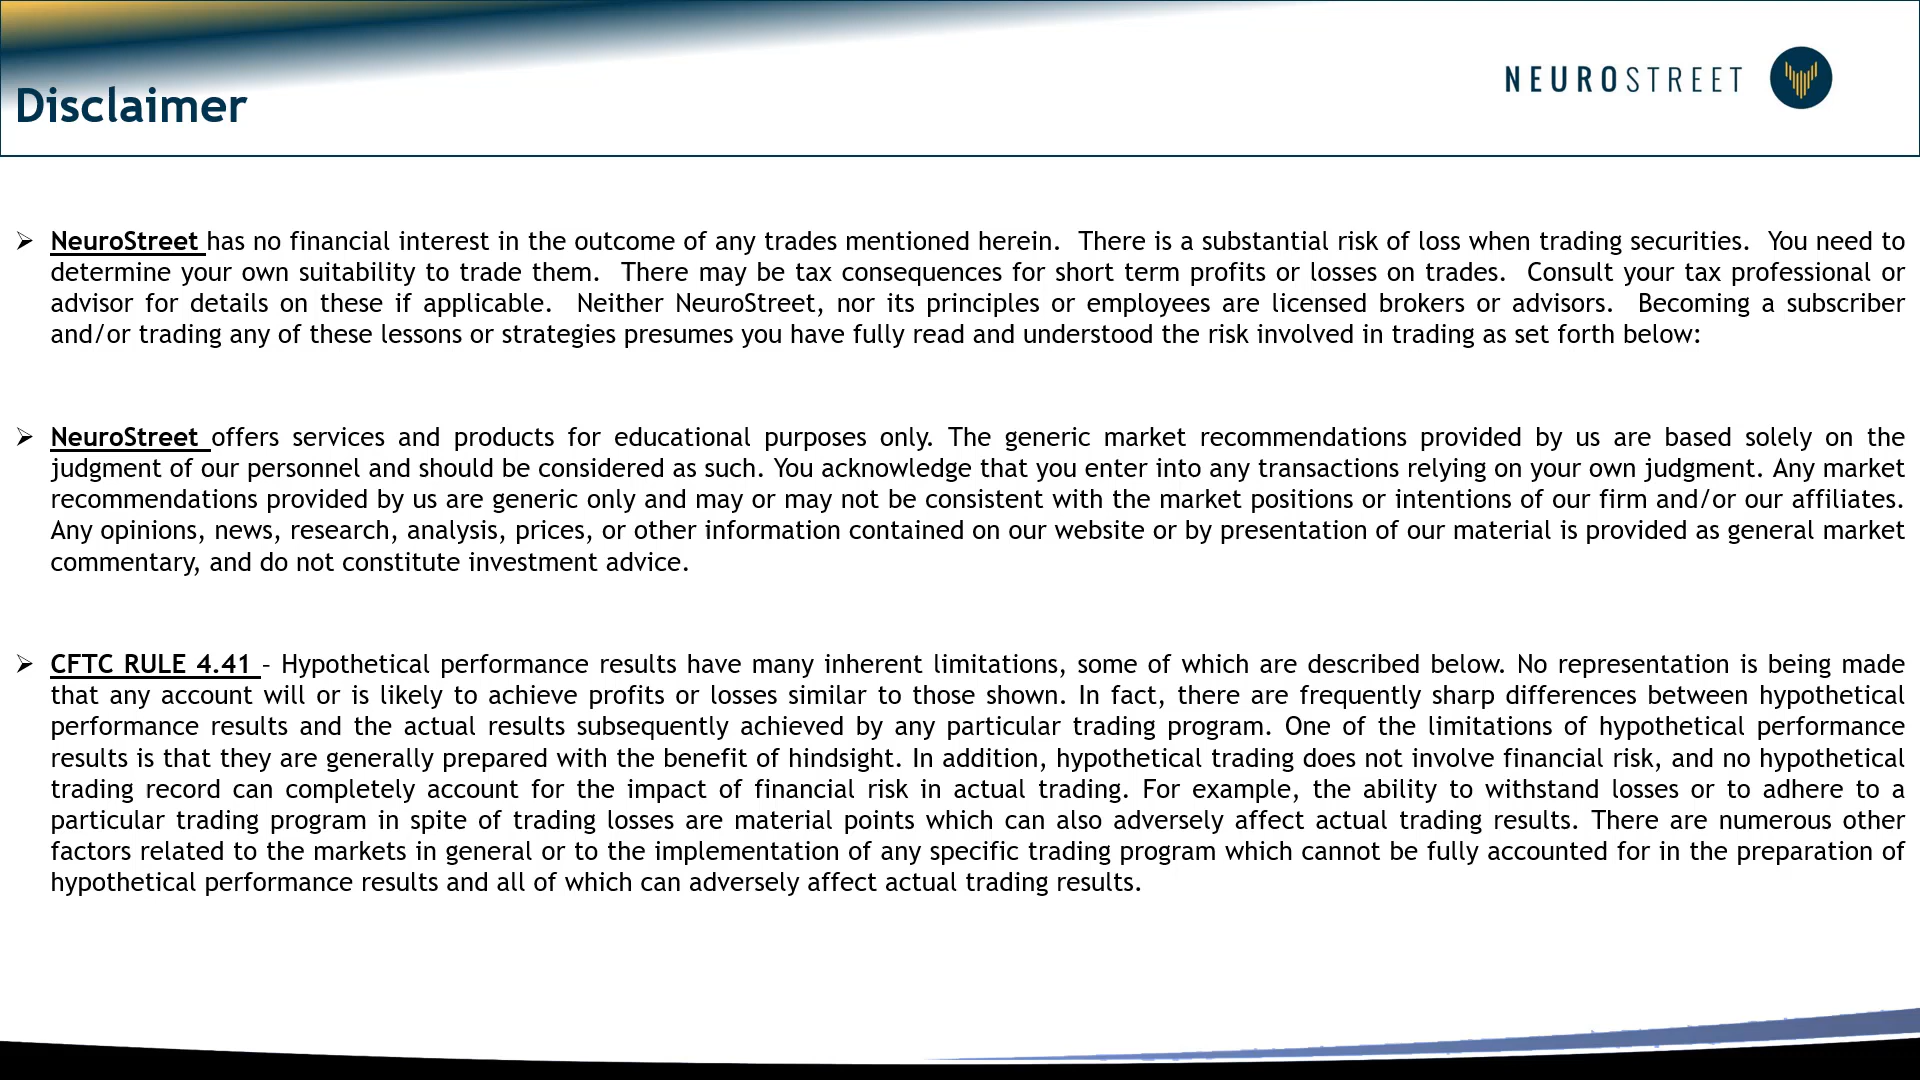 NEUROSTREET
Disclaimer
➢ NeuroStreet has no financial interest in the outcome of any trades mentioned herein. There is a substantial risk of loss when trading securities. You need to
determine your own suitability to trade them. There may be tax consequences for short term profits or losses on trades. Consult your tax professional or
advisor for details on these if applicable. Neither NeuroStreet, nor its principles or employees are licensed brokers or advisors. Becoming a subscriber
and/or trading any of these lessons or strategies presumes you have fully read and understood the risk involved in trading as set forth below:
➢ NeuroStreet offers services and products for educational purposes only. The generic market recommendations provided by us are based solely on the
judgment of our personnel and should be considered as such. You acknowledge that you enter into any transactions relying on your own judgment. Any market
recommendations provided by us are generic only and may or may not be consistent with the market positions or intentions of our firm and/or our affiliates.
Any opinions, news, research, analysis, prices, or other information contained on our website or by presentation of our material is provided as general market
commentary, and do not constitute investment advice.
➢ CFTC RULE 4.41 – Hypothetical performance results have many inherent limitations, some of which are described below. No representation is being made
that any account will or is likely to achieve profits or losses similar to those shown. In fact, there are frequently sharp differences between hypothetical
performance results and the actual results subsequently achieved by any particular trading program. One of the limitations of hypothetical performance
results is that they are generally prepared with the benefit of hindsight. In addition, hypothetical trading does not involve financial risk, and no hypothetical
trading record can completely account for the impact of financial risk in actual trading. For example, the ability to withstand losses or to adhere to a
particular trading program in spite of trading losses are material points which can also adversely affect actual trading results. There are numerous other
factors related to the markets in general or to the implementation of any specific trading program which cannot be fully accounted for in the preparation of
hypothetical performance results and all of which can adversely affect actual trading results.